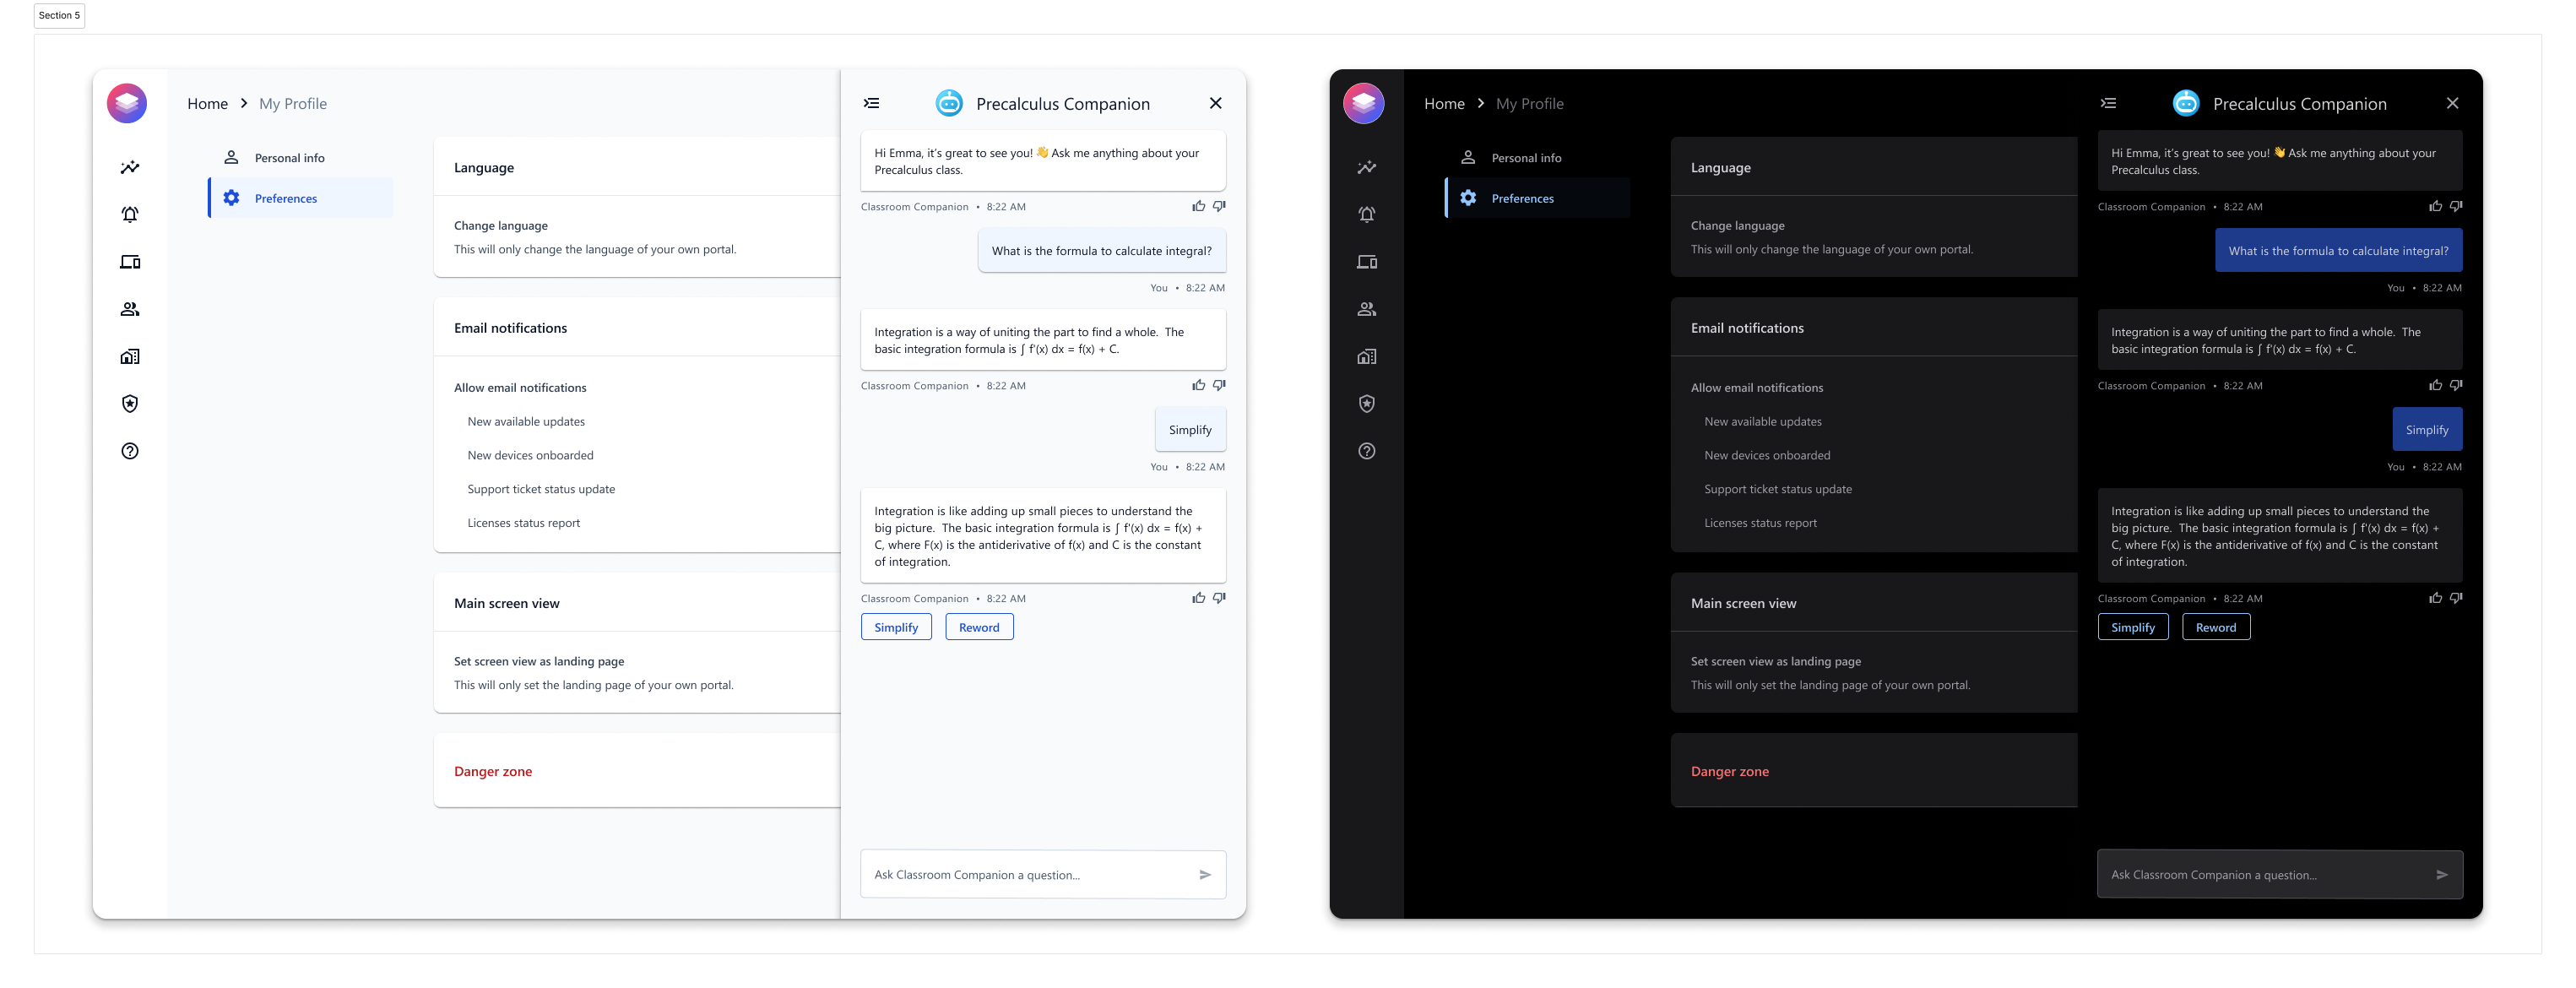 Section 5
Home > My Profile
Personal info
Preferences
Language
Change language
This will only change the language of your own portal.
Email notifications
Allow email notifications
New available updates
New devices onboarded
Support ticket status update
Licenses status report
Main screen view
Set screen view as landing page
This will only set the landing page of your own portal.
Danger zone
Precalculus Companion
Hi Emma, it's great to see you! 👋 Ask me anything about your
Precalculus class.
Classroom Companion • 8:22 AM
What is the formula to calculate integral?
You • 8:22 AM
Integration is a way of uniting the part to find a whole. The
basic integration formula is ∫ f'(x) dx = f(x) + C.
Classroom Companion • 8:22 AM
Simplify
You • 8:22 AM
Integration is like adding up small pieces to understand the
big picture. The basic integration formula is ∫ f'(x) dx = f(x) +
C, where F(x) is the antiderivative of f(x) and C is the constant
of integration.
Classroom Companion • 8:22 AM
Simplify Reword
Ask Classroom Companion a question...
Home > My Profile
Personal info
Preferences
Language
Change language
This will only change the language of your own portal.
Email notifications
Allow email notifications
New available updates
New devices onboarded
Support ticket status update
Licenses status report
Main screen view
Set screen view as landing page
This will only set the landing page of your own portal.
Danger zone
Precalculus Companion
Hi Emma, it's great to see you! 👋 Ask me anything about your
Precalculus class.
Classroom Companion • 8:22 AM
What is the formula to calculate integral?
You • 8:22 AM
Integration is a way of uniting the part to find a whole. The
basic integration formula is ∫ f'(x) dx = f(x) + C.
Classroom Companion • 8:22 AM
Simplify
You • 8:22 AM
Integration is like adding up small pieces to understand the
big picture. The basic integration formula is ∫ f'(x) dx = f(x) +
C, where F(x) is the antiderivative of f(x) and C is the constant
of integration.
Classroom Companion • 8:22 AM
Simplify Reword
Ask Classroom Companion a question...